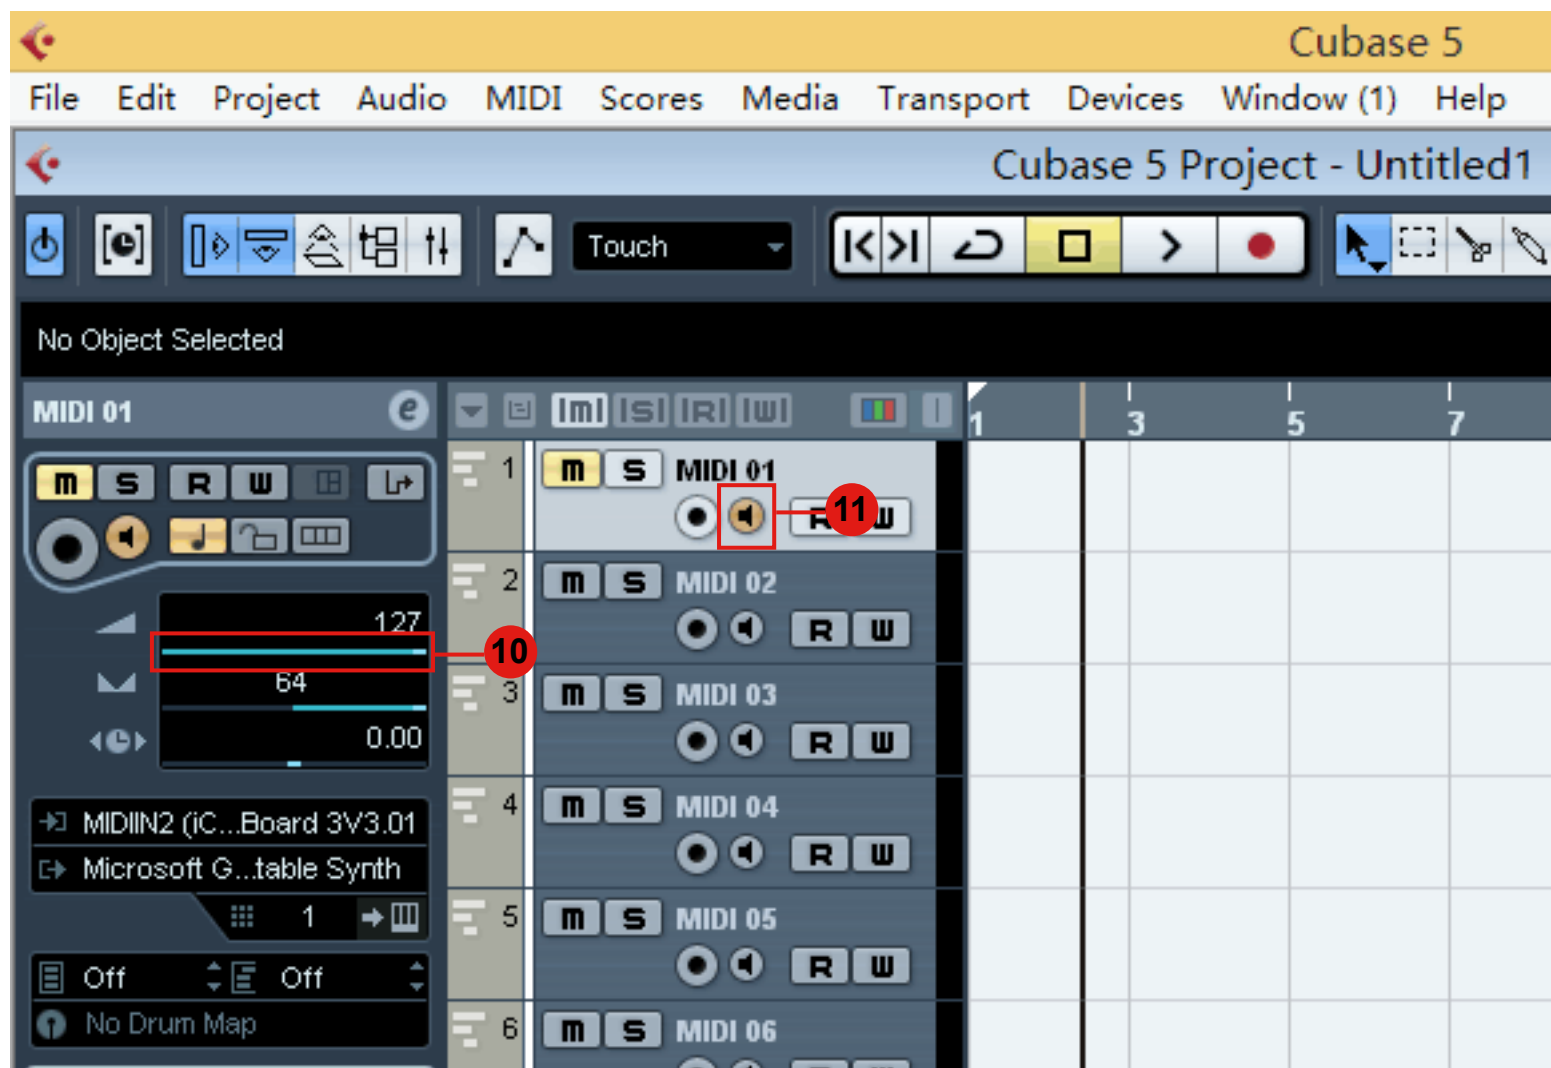 Cubase 5
File Edit Project Audio MIDI Scores Media Transport Devices Window (1) Help
Cubase 5 Project - Untitled1
Touch
No Object Selected
MIDI 01 e m S R W 1 3 5 7
m S R W
1 m S MIDI 01
R W 11
2 m S MIDI 02
R W
127
10
64
3 m S MIDI 03
R W
0.00
4 m S MIDI 04
R W
MIDIIN2 (iC...Board 3V3.01
Microsoft G...table Synth
1
5 m S MIDI 05
R W
Off Off
No Drum Map
6 m S MIDI 06